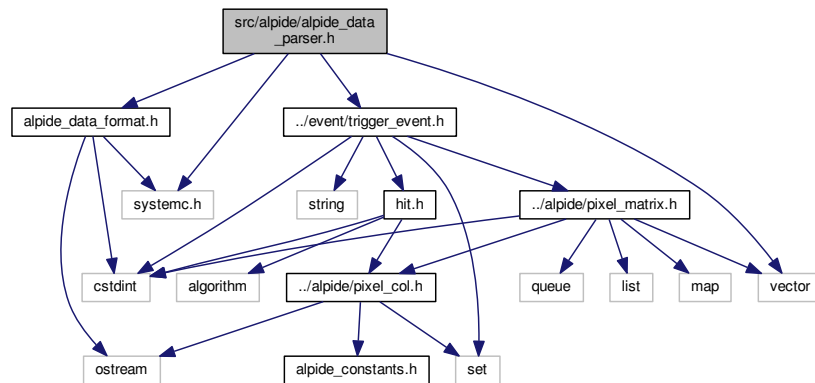 src/alpide/alpide_data
_parser.h
alpide_data_format.h
../event/trigger_event.h
systemc.h
string
hit.h
../alpide/pixel_matrix.h
cstdint
algorithm
../alpide/pixel_col.h
queue
list
map
vector
ostream
alpide_constants.h
set